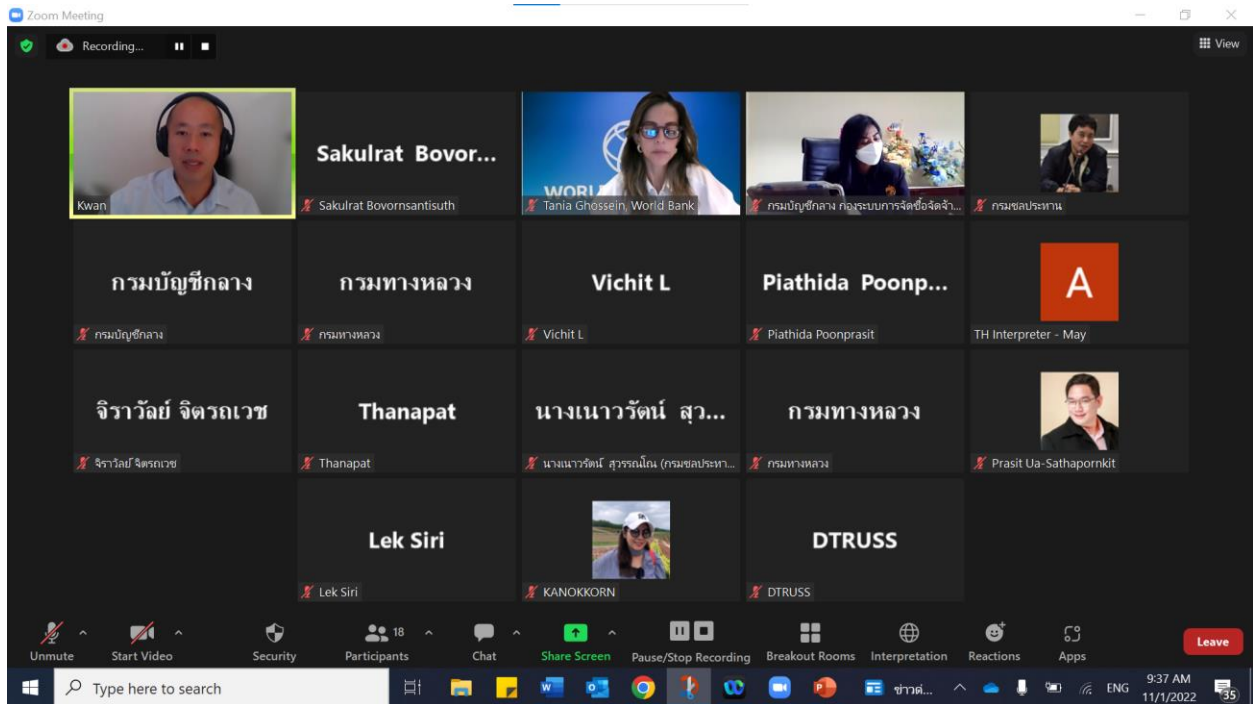 Zoom Meeting
Recording...
View
Kwan
Sakulrat Bovor...
Sakulrat Bovornsantisuth
WORL
Tania Ghossein, World Bank
กรมบัญชีกลาง กองระบบการจัดซื้อจัดจ้า...
กรมชลประทาน
กรมบัญชีกลาง
กรมบัญชีกลาง
กรมทางหลวง
กรมทางหลวง
Vichit L
Vichit L
Piathida Poonp...
Piathida Poonprasit
A
TH Interpreter - May
จิราวัลย์ จิตรถเวช
จิราวัลย์ จิตรถเวช
Thanapat
Thanapat
นางเนาวรัตน์ สุว...
นางเนาวรัตน์ สุวรรณโณ (กรมชลประทา...
กรมทางหลวง
กรมทางหลวง
Prasit Ua-Sathapornkit
Lek Siri
Lek Siri
KANOKKORN
DTRUSS
DTRUSS
Unmute
Start Video
Security
18
Participants
Chat
Share Screen
Pause/Stop Recording
Breakout Rooms
Interpretation
Reactions
Apps
Leave
Type here to search
ข่าวด่...
ENG
9:37 AM
11/1/2022
35